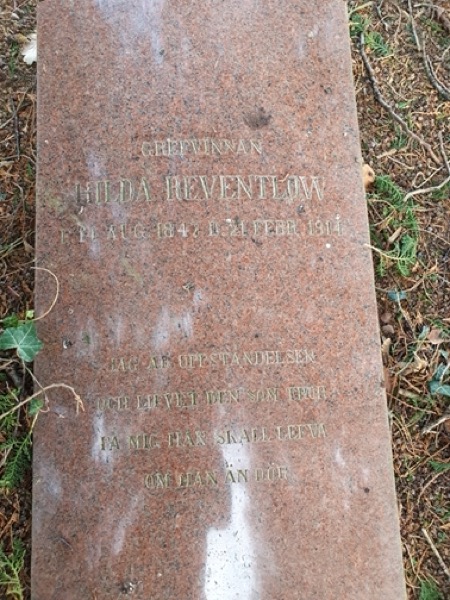 GREFVINNAN
HILDA REVENTLOW
F. 14 AUG. 1847 D. 21 FEBR. 1914
JAG ÄR UPPSTÅNDELSEN
OCH LIFVET DEN SOM TROR
PÅ MIG HAN SKALL LEFVA
OM HAN ÄN DÖR